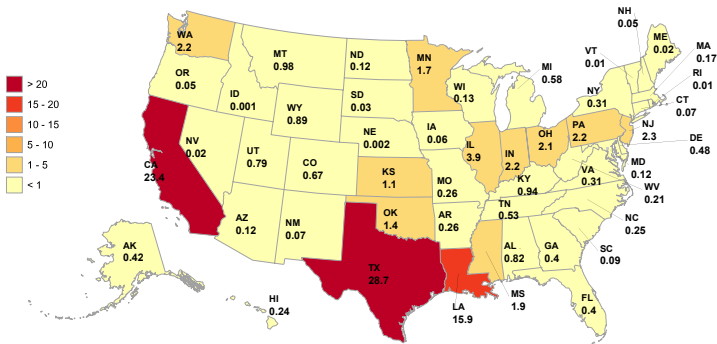 > 20
15 - 20
10 - 15
5 - 10
1 - 5
< 1
WA
2.2
OR
0.05
CA
23.4
NV
0.02
ID
0.001
MT
0.98
WY
0.89
UT
0.79
CO
0.67
AZ
0.12
NM
0.07
ND
0.12
SD
0.03
NE
0.002
KS
1.1
OK
1.4
TX
28.7
MN
1.7
IA
0.06
MO
0.26
AR
0.26
LA
15.9
WI
0.13
IL
3.9
MI
0.58
IN
2.2
OH
2.1
KY
0.94
TN
0.53
MS
1.9
AL
0.82
GA
0.4
FL
0.4
SC
0.09
NC
0.25
VA
0.31
WV
0.21
MD
0.12
DE
0.48
NJ
2.3
PA
2.2
NY
0.31
CT
0.07
RI
0.01
MA
0.17
VT
0.01
NH
0.05
ME
0.02
AK
0.42
HI
0.24